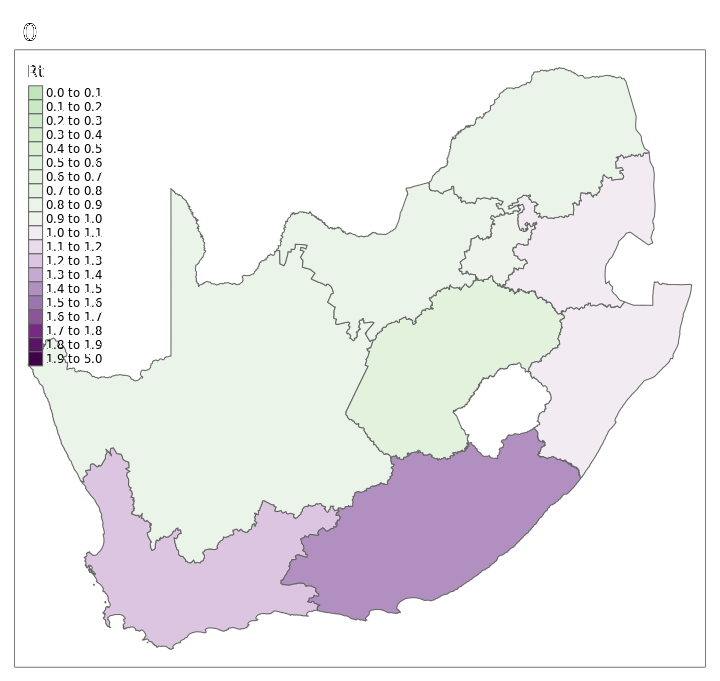 0
Rt
0.0 to 0.1
0.1 to 0.2
0.2 to 0.3
0.3 to 0.4
0.4 to 0.5
0.5 to 0.6
0.6 to 0.7
0.7 to 0.8
0.8 to 0.9
0.9 to 1.0
1.0 to 1.1
1.1 to 1.2
1.2 to 1.3
1.3 to 1.4
1.4 to 1.5
1.5 to 1.6
1.6 to 1.7
1.7 to 1.8
1.8 to 1.9
1.9 to 5.0